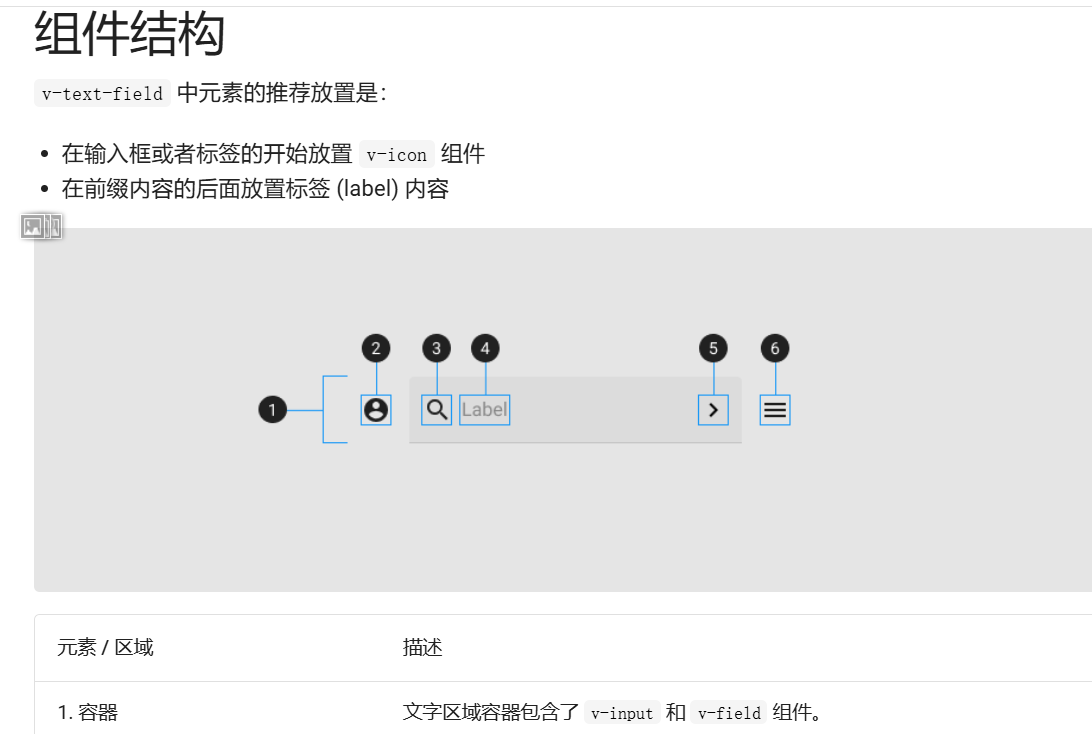 组件结构
v-text-field 中元素的推荐放置是：
• 在输入框或者标签的开始放置 v-icon 组件
• 在前缀内容的后面放置标签 (label) 内容
2 3 4 5 6
1 Label
元素 / 区域 描述
1. 容器 文字区域容器包含了 v-input 和 v-field 组件。